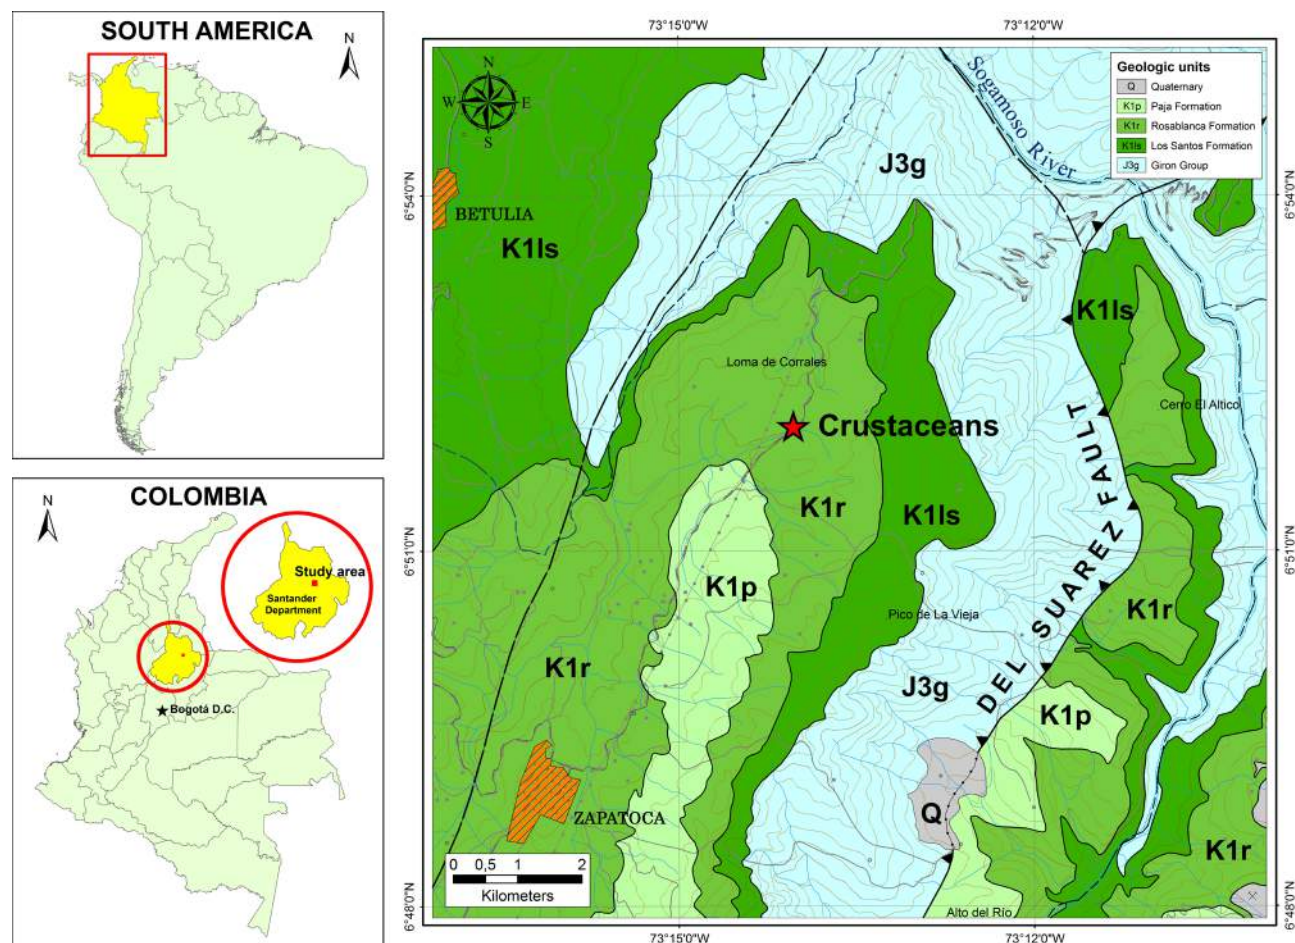 SOUTH AMERICA
N
COLOMBIA
N
Study area
Santander
Department
Bogotá D.C.
73°15'0"W
73°12'0"W
6°54'0"N
6°51'0"N
6°48'0"N
N
W E
S
Geologic units
Q Quaternary
K1p Paja Formation
K1r Rosablanca Formation
K1ls Los Santos Formation
J3g Giron Group
Sogamoso River
J3g
BETULIA
K1ls
K1ls
Loma de Corrales
Cerro El Altico
Crustaceans
K1r
K1ls
K1p
K1r
Pico de La Vieja
K1r
J3g
DEL SUAREZ FAULT
K1p
Q
ZAPATOCA
K1r
Alto del Río
0 0,5 1 2
Kilometers
73°15'0"W
73°12'0"W
6°54'0"N
6°51'0"N
6°48'0"N